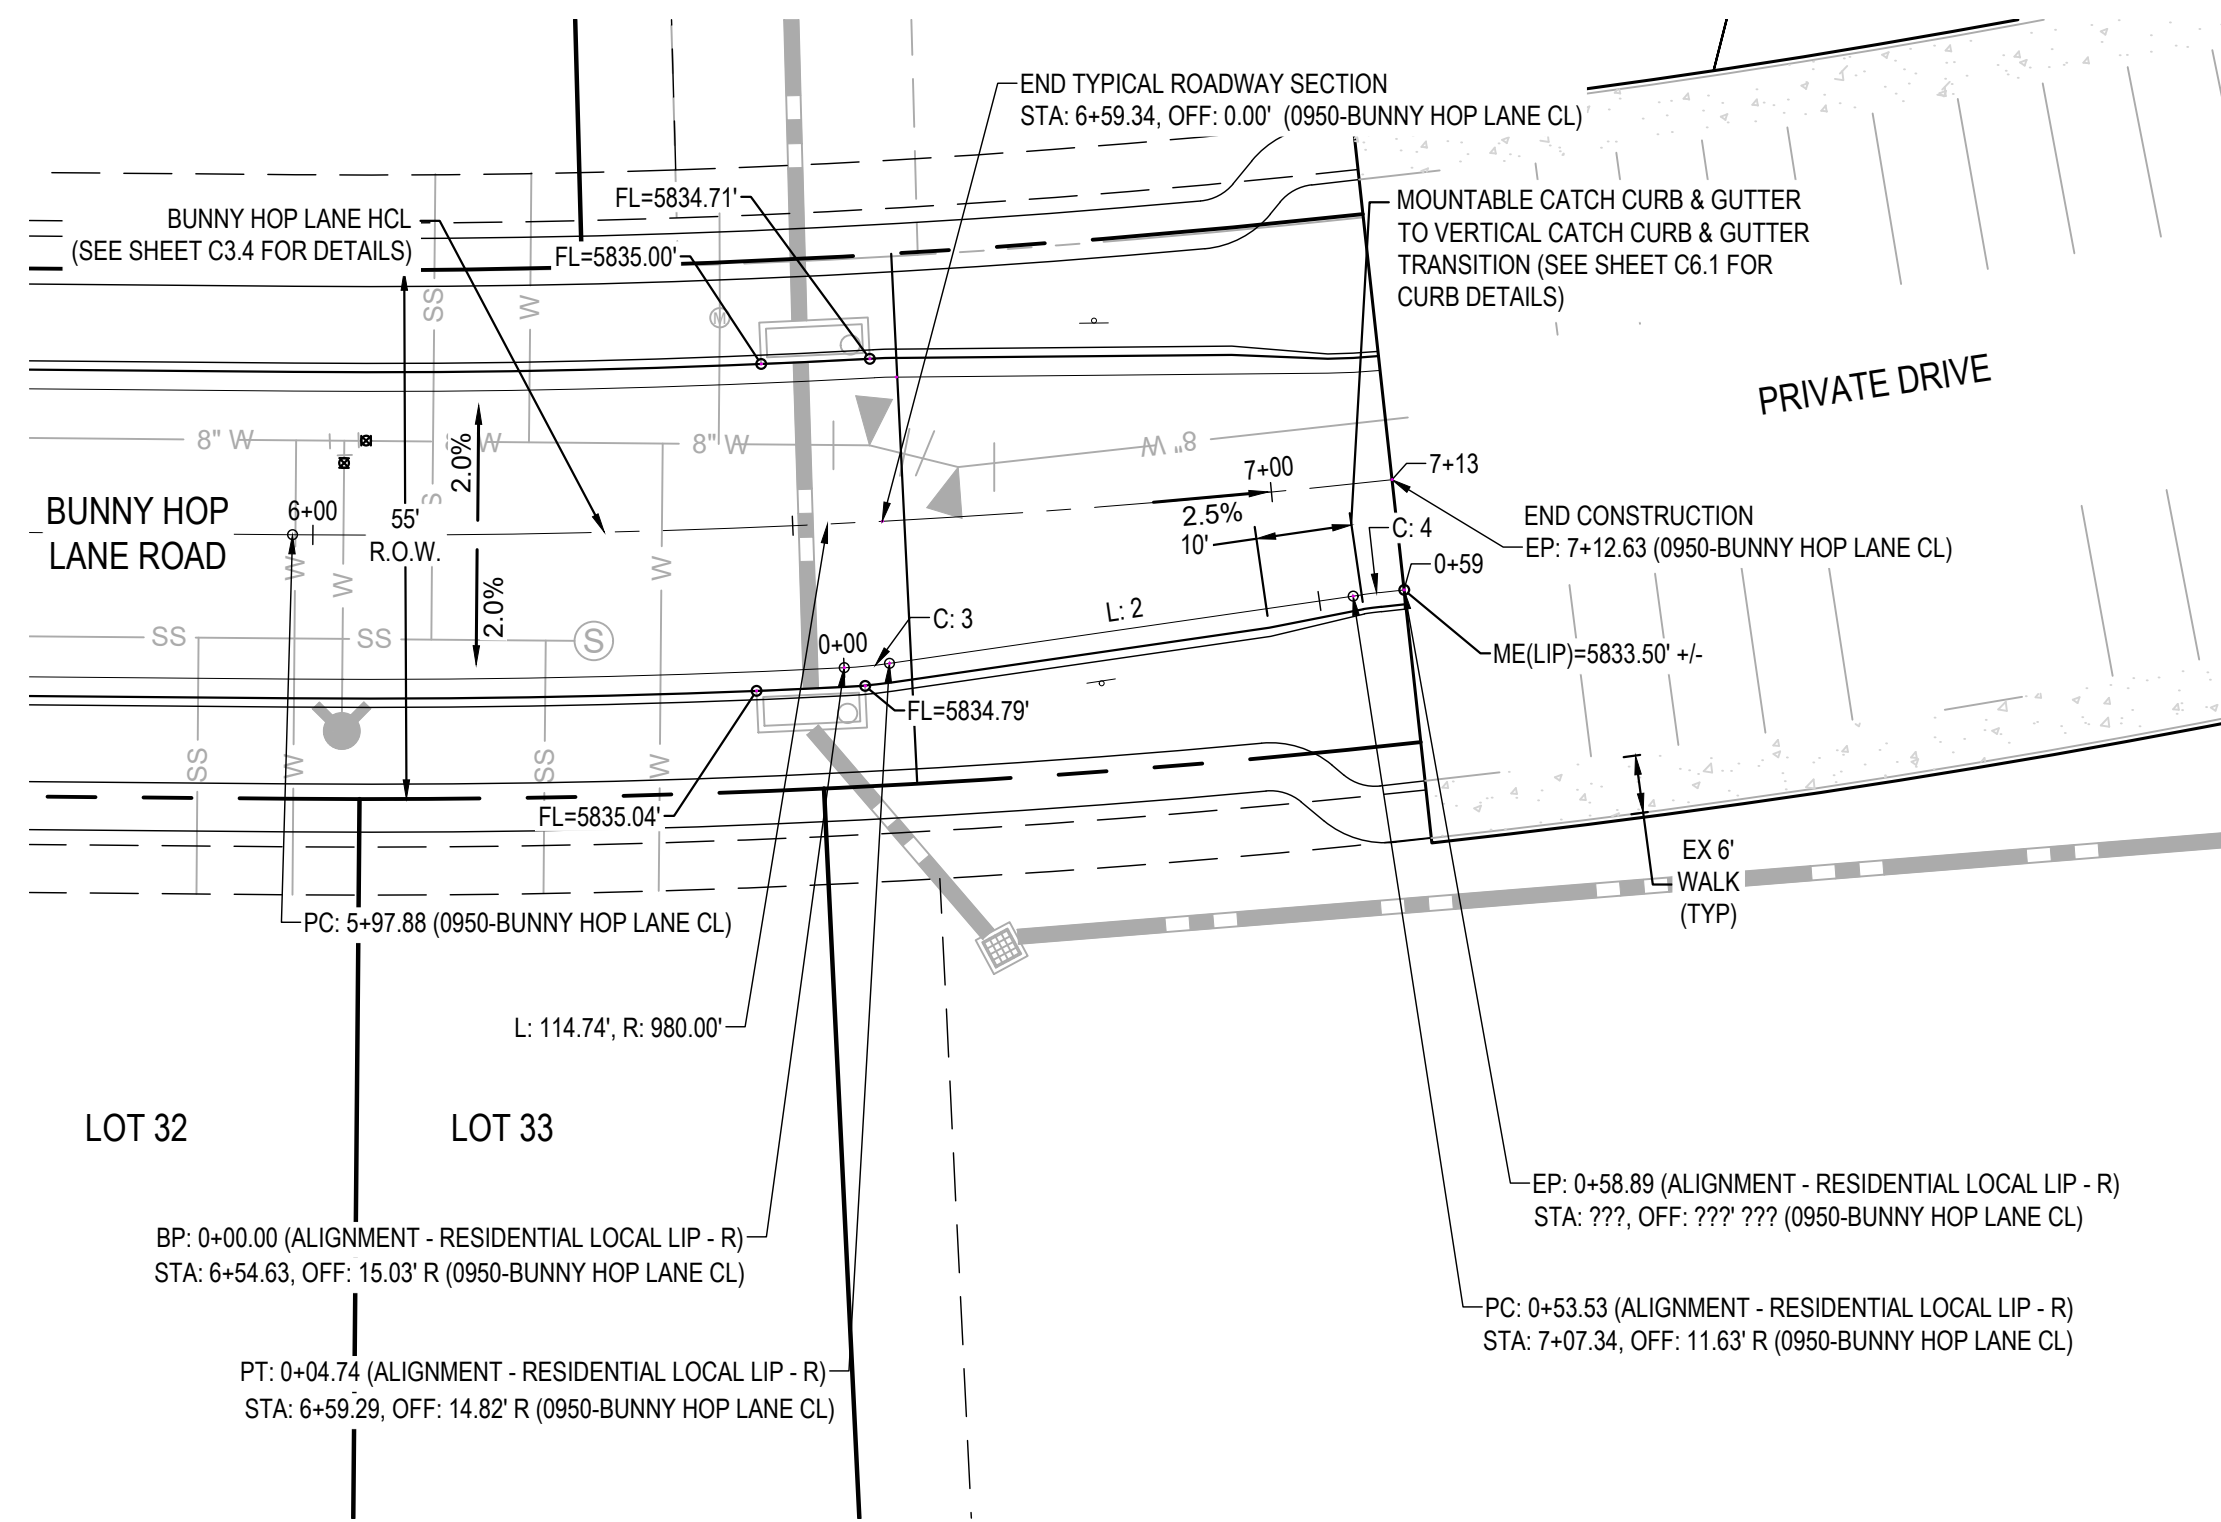 END TYPICAL ROADWAY SECTION
STA: 6+59.34, OFF: 0.00' (0950-BUNNY HOP LANE CL)
FL=5834.71'
BUNNY HOP LANE HCL
(SEE SHEET C3.4 FOR DETAILS)
FL=5835.00'
MOUNTABLE CATCH CURB & GUTTER
TO VERTICAL CATCH CURB & GUTTER
TRANSITION (SEE SHEET C6.1 FOR
CURB DETAILS)
SS
W
M
PRIVATE DRIVE
8" W
W
8" W
8" W
2.0%
S
7+00
7+13
2.5%
10'
BUNNY HOP
LANE ROAD
6+00
55'
R.O.W.
END CONSTRUCTION
EP: 7+12.63 (0950-BUNNY HOP LANE CL)
C: 4
0+59
W
W
W
2.0%
L: 2
C: 3
0+00
SS
SS
S
ME(LIP)=5833.50' +/-
FL=5834.79'
SS
W
SS
W
FL=5835.04'
EX 6'
WALK
(TYP)
PC: 5+97.88 (0950-BUNNY HOP LANE CL)
L: 114.74', R: 980.00'
LOT 32
LOT 33
EP: 0+58.89 (ALIGNMENT - RESIDENTIAL LOCAL LIP - R)
STA: ???, OFF: ???' ??? (0950-BUNNY HOP LANE CL)
BP: 0+00.00 (ALIGNMENT - RESIDENTIAL LOCAL LIP - R)
STA: 6+54.63, OFF: 15.03' R (0950-BUNNY HOP LANE CL)
PC: 0+53.53 (ALIGNMENT - RESIDENTIAL LOCAL LIP - R)
STA: 7+07.34, OFF: 11.63' R (0950-BUNNY HOP LANE CL)
PT: 0+04.74 (ALIGNMENT - RESIDENTIAL LOCAL LIP - R)
STA: 6+59.29, OFF: 14.82' R (0950-BUNNY HOP LANE CL)